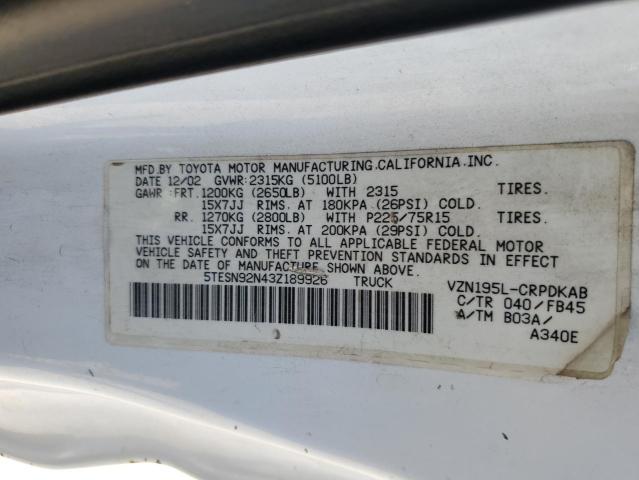 MFD.BY TOYOTA MOTOR MANUFACTURING,CALIFORNIA,INC.
DATE 12/02 GVWR:2315KG (5100LB)
GAWR:FRT.1200KG (2650LB) WITH 2315 TIRES.
15X7JJ RIMS. AT 180KPA (26PSI) COLD.
RR. 1270KG (2800LB) WITH P225/75R15 TIRES.
15X7JJ RIMS. AT 200KPA (29PSI) COLD.
THIS VEHICLE CONFORMS TO ALL APPLICABLE FEDERAL MOTOR
VEHICLE SAFETY AND THEFT PREVENTION STANDARDS IN EFFECT
ON THE DATE OF MANUFACTURE SHOWN ABOVE.
5TESN92N43Z189926 TRUCK
VZN195L-CRPDKAB
C/TR 040/FB45
A/TM B03A/
A340E